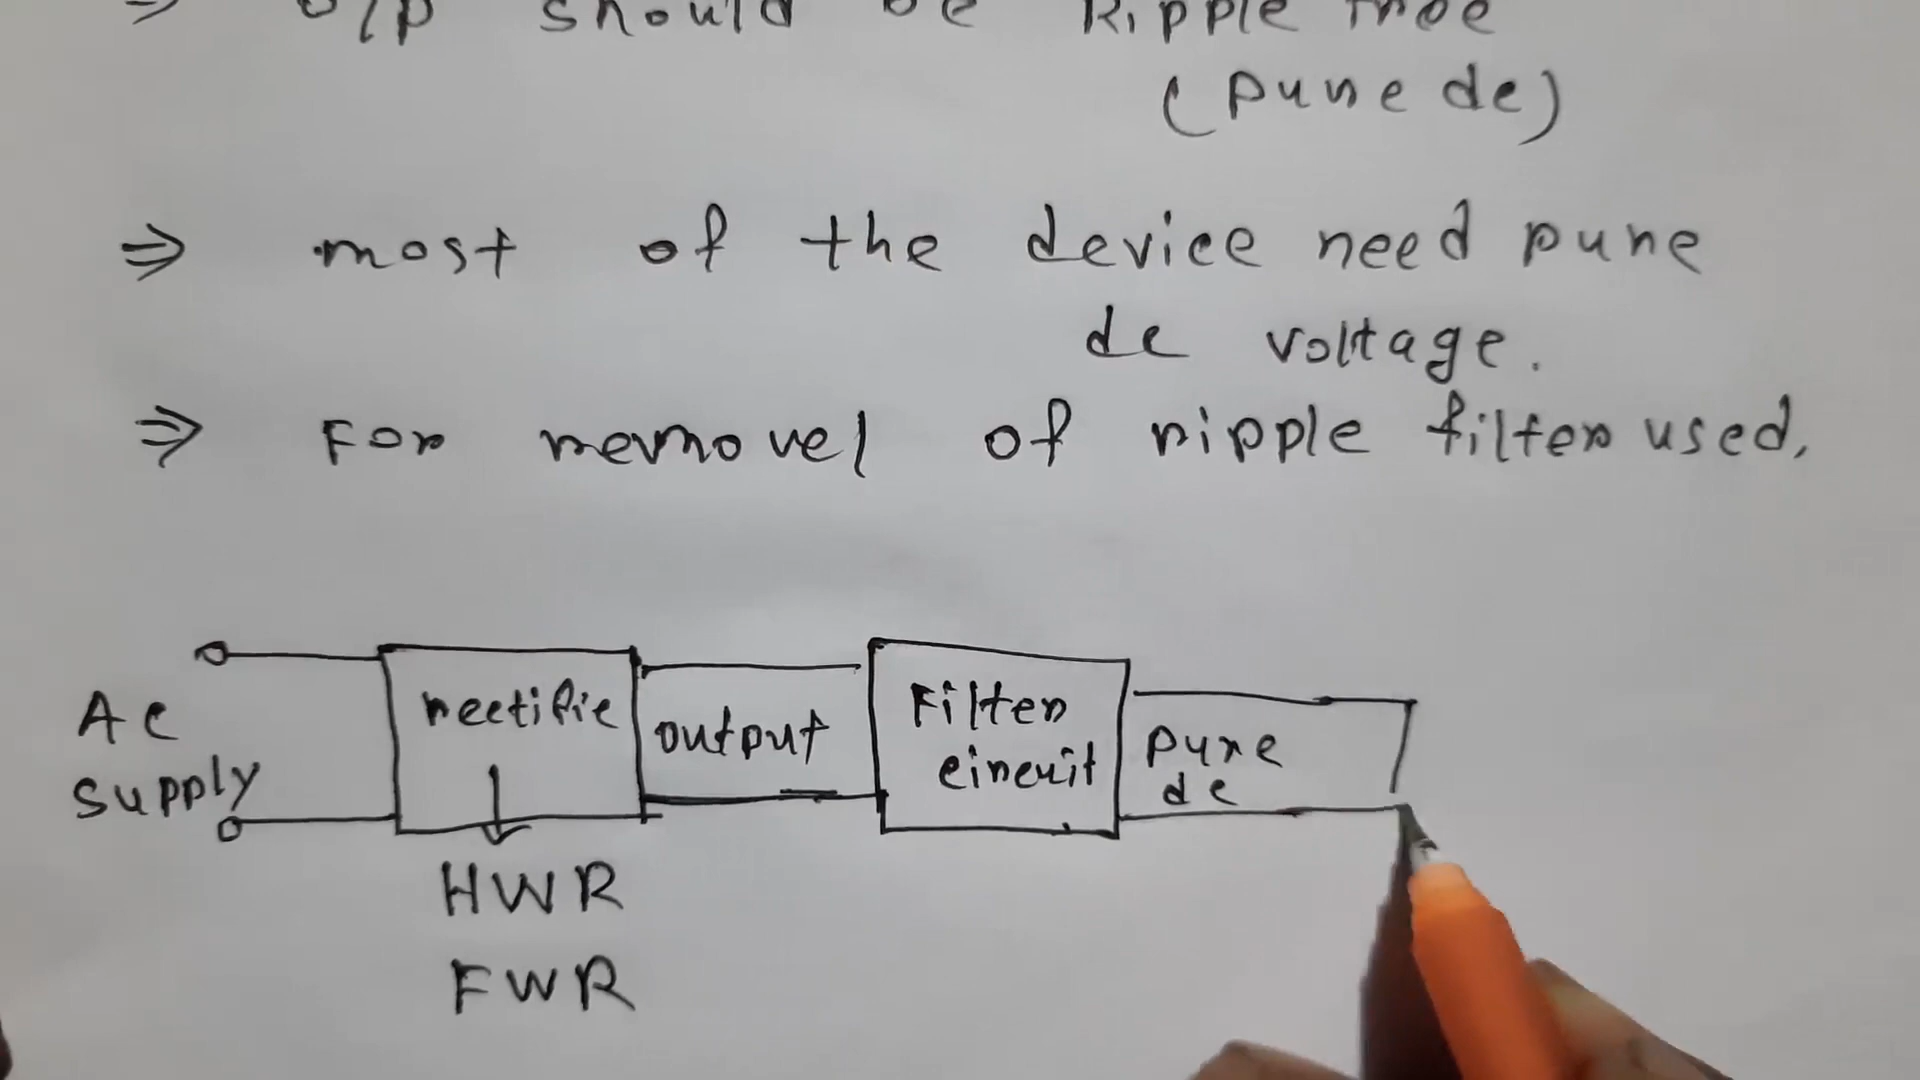 ⇒ O/P should be Ripple free
(pure dc)
⇒ most of the device need pure
dc voltage.
⇒ For removel of ripple filter used,
AC
supply
rectifie
output
Filter
circuit
pure
dc
HWR
FWR